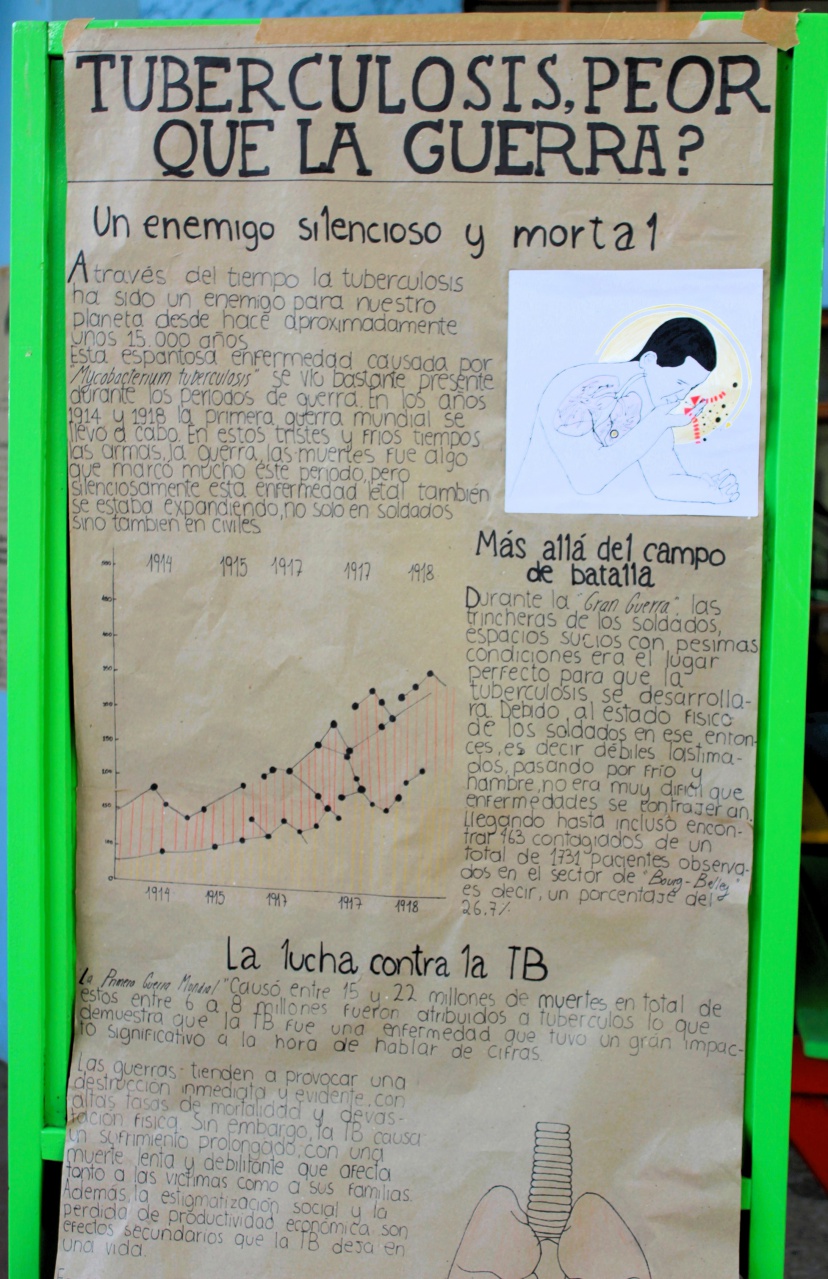 TUBERCULOSIS, PEOR
QUE LA GUERRA?
Un enemigo silencioso y mortal
A través del tiempo la tuberculosis
ha sido un enemigo para nuestro
planeta desde hace aproximadamente
unos 15.000 años
Esta espantosa enfermedad causada por
"Mycobacterium tuberculosis" se vio bastante presente
durante los periodos de guerra. En los años
1914 y 1918 la primera guerra mundial se
llevó a cabo. En estos tristes y frios tiempos
las armas, la guerra, las muertes fue algo
que marcó mucho este periodo, pero
silenciosamente esta enfermedad letal también
se estaba expandiendo, no solo en soldados
sino tambien en civiles
1914 1915 1917 1917 1918
1914 1915 1917 1917 1918
Más allá del campo
de batalla
Durante la "Gran Guerra" las
trincheras de los soldados,
espacios sucios con pesimas
condiciones era el lugar
perfecto para que la
tuberculosis se desarrolla-
ra. Debido al estado fisico
de los soldados en ese enton-
ces, es decir débiles lastima-
dos, pasando por frío y
hambre, no era muy dificil que
enfermedades se contrajeran.
Llegando hasta incluso encon-
trar 463 contagiados de un
total de 1731 pacientes observa-
dos en el sector de "Bourg-Belley"
es decir, un porcentaje del
26.7%
La lucha contra la TB
La Primera Guerra Mundial "Causó entre 15 y 22 millones de muertes en total de
estos entre 6 a 8 millones fueron atribuidos a tuberculos lo que
demuestra que la TB fue una enfermedad que tuvo un gran impac-
to significativo a la hora de hablar de cifras.
Las guerras tienden a provocar una
destrucción inmediata y evidente, con
altas tasas de mortalidad y devas-
tación fisica. Sin embargo, la TB causa
un sufrimiento prolongado, con una
muerte lenta y debilitante que afecta
tanto a las victimas como a sus familias.
Además, la estigmatización social y la
perdida de productividad económica son
efectos secundarios que la TB deja en
una vida.